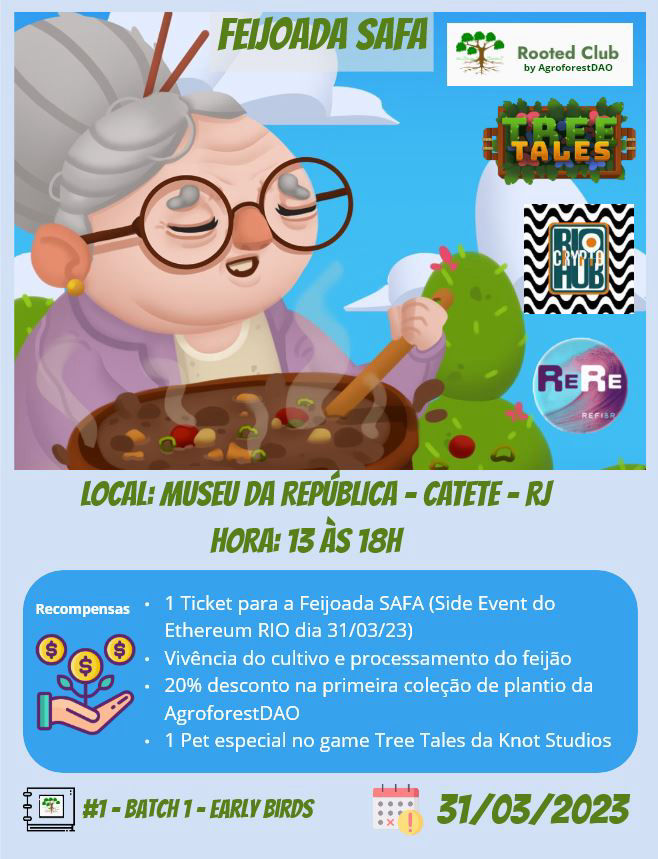 FEIJOADA SAFA
Rooted Club
by AgroforestDAO
TREE
TALES
RIO
CRYPTO
HUB
ReRe
REFIBR
LOCAL: MUSEU DA REPÚBLICA - CATETE - RJ
HORA: 13 ÀS 18H
Recompensas
• 1 Ticket para a Feijoada SAFA (Side Event do
Ethereum RIO dia 31/03/23)
• Vivência do cultivo e processamento do feijão
• 20% desconto na primeira coleção de plantio da
AgroforestDAO
• 1 Pet especial no game Tree Tales da Knot Studios
#1 - BATCH 1 - EARLY BIRDS
31/03/2023